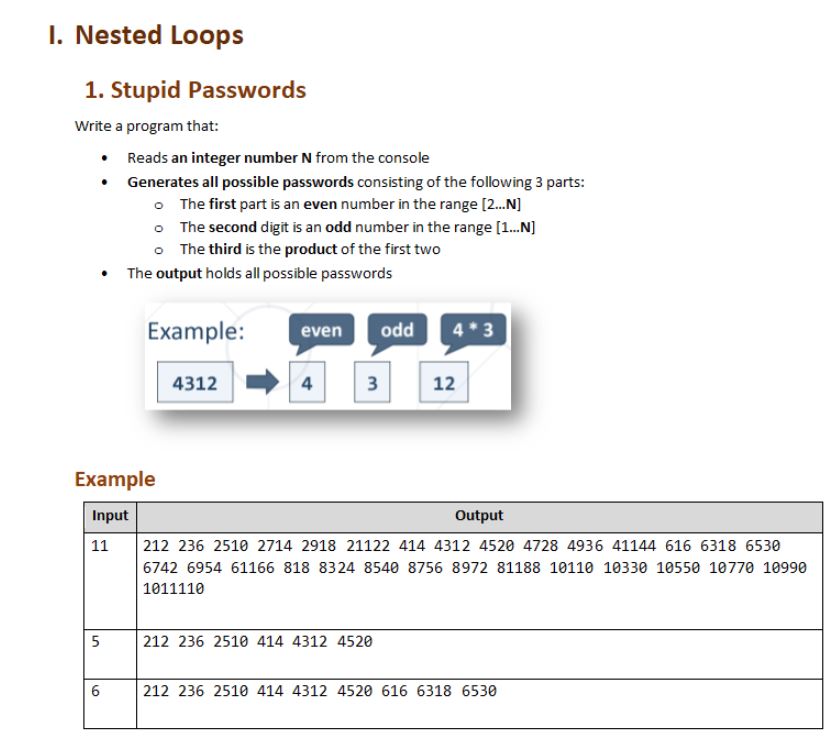 I. Nested Loops
1. Stupid Passwords
Write a program that:
• Reads an integer number N from the console
• Generates all possible passwords consisting of the following 3 parts:
o The first part is an even number in the range [2…N]
o The second digit is an odd number in the range [1…N]
o The third is the product of the first two
• The output holds all possible passwords
Example: even odd 4 * 3
4312 4 3 12
Example
Input Output
11 212 236 2510 2714 2918 21122 414 4312 4520 4728 4936 41144 616 6318 6530
6742 6954 61166 818 8324 8540 8756 8972 81188 10110 10330 10550 10770 10990
1011110
5 212 236 2510 414 4312 4520
6 212 236 2510 414 4312 4520 616 6318 6530